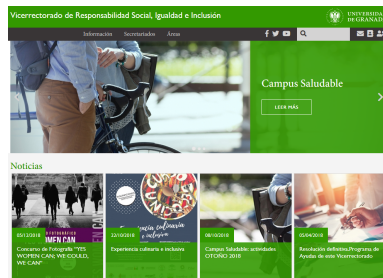 Vicerrectorado de Responsabilidad Social, Igualdad e Inclusión
UNIVERSIDAD
DE GRANADA
Información Secretariados Áreas
Campus Saludable
LEER MÁS
Noticias
05/12/2018
Concurso de Fotografía "YES
WOMEN CAN; WE COULD,
WE CAN"
22/10/2018
Experiencia culinaria e inclusiva
08/10/2018
Campus Saludable: actividades
OTOÑO 2018
03/04/2018
Resolución definitiva.Programa de
Ayudas de este Vicerrectorado